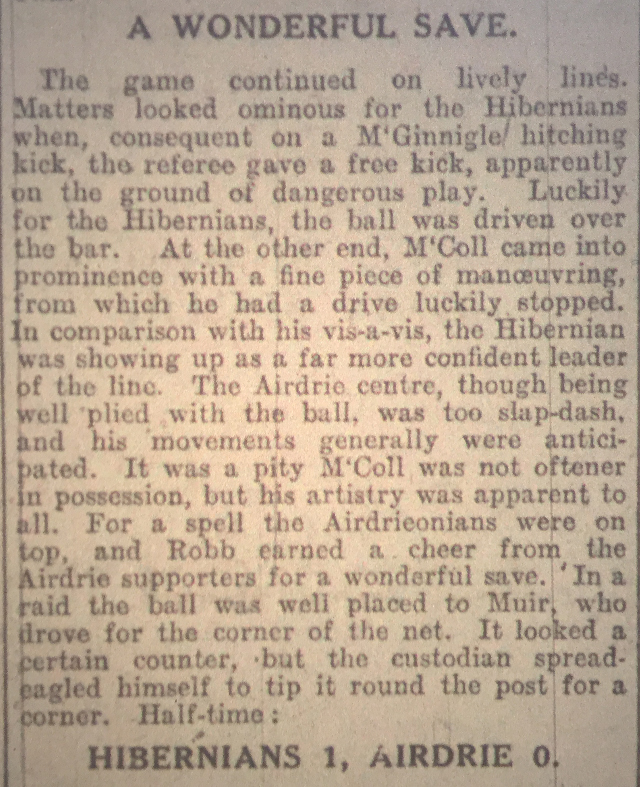 A WONDERFUL SAVE.
The game continued on lively lines.
Matters looked ominous for the Hibernians
when, consequent on a M'Ginnigle hitching
kick, the referee gave a free kick, apparently
on the ground of dangerous play. Luckily
for the Hibernians, the ball was driven over
the bar. At the other end, M'Coll came into
prominence with a fine piece of manœuvring,
from which he had a drive luckily stopped.
In comparison with his vis-a-vis, the Hibernian
was showing up as a far more confident leader
of the line. The Airdrie centre, though being
well plied with the ball, was too slap-dash,
and his movements generally were antici-
pated. It was a pity M'Coll was not oftener
in possession, but his artistry was apparent to
all. For a spell the Airdrieonians were on
top, and Robb earned a cheer from the
Airdrie supporters for a wonderful save. In a
raid the ball was well placed to Muir, who
drove for the corner of the net. It looked a
certain counter, but the custodian spread-
eagled himself to tip it round the post for a
corner. Half-time:
HIBERNIANS 1, AIRDRIE 0.